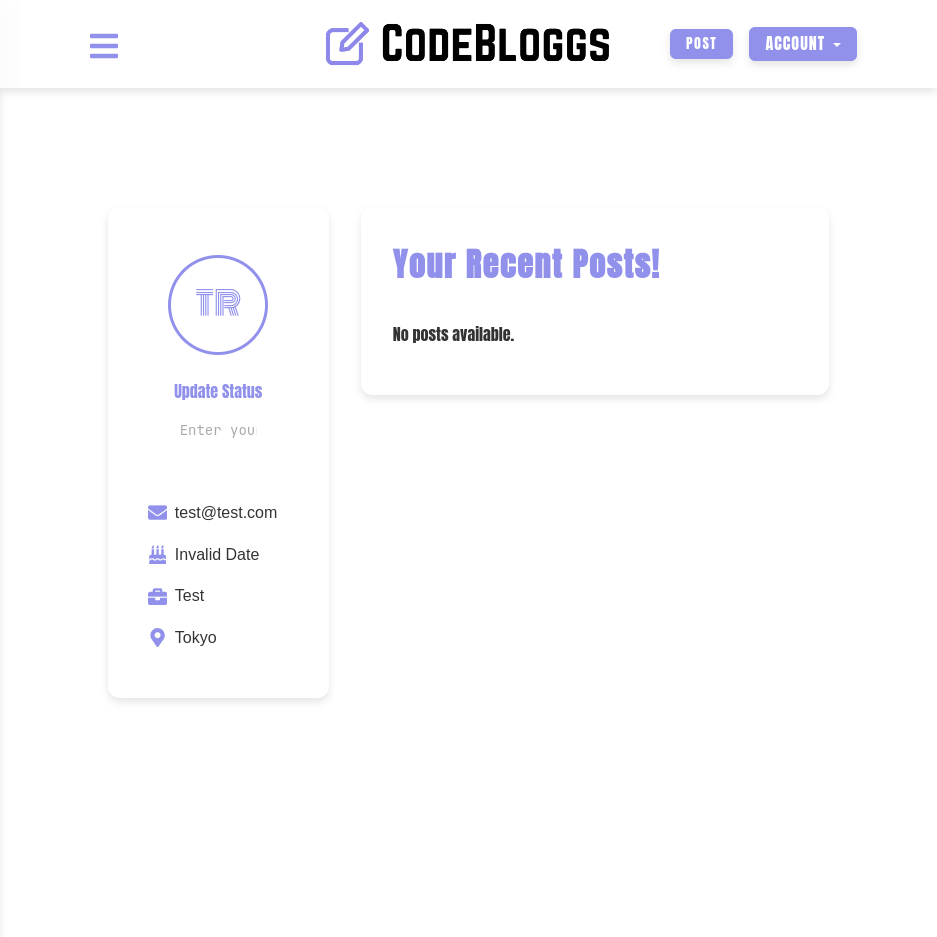 CodeBloggs
POST
ACCOUNT
TR
Your Recent Posts!
No posts available.
Update Status
Enter you
test@test.com
Invalid Date
Test
Tokyo